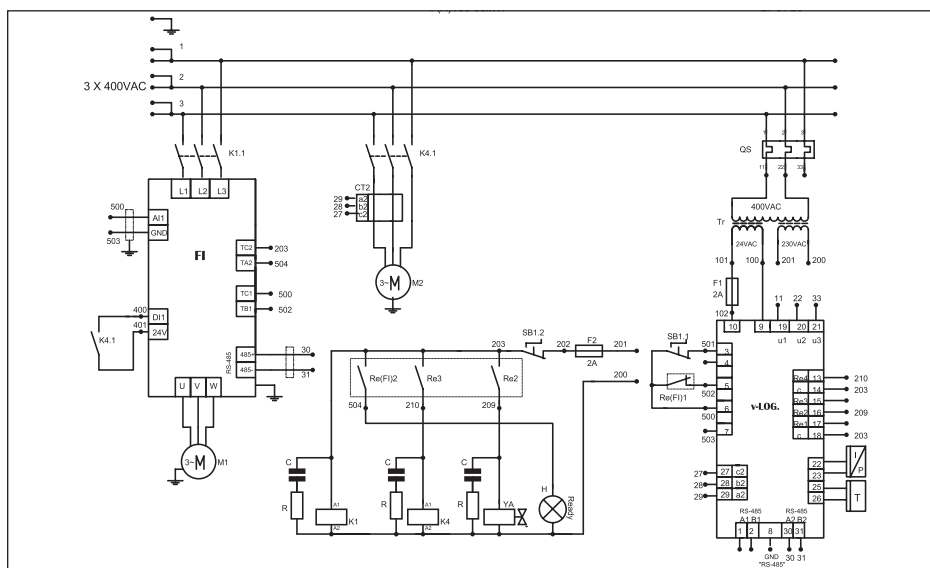 1
2
3 X 400VAC
3
K1.1
K4.1
1 2 3
QS
11 22 33
L1 L2 L3
CT2
29 a2
28 b2
27 c2
400VAC
Tr
24VAC 230VAC
500 AI1
503 GND
FI
TC2 203
TA2 504
TC1 500
TB1 502
3~ M M2
101 100 201 200
F1
2A
102
11 22 33
10 9 19 20 21
u1 u2 u3
400 DI1
401 24V
K4.1
RS-485
485+ 30
485- 31
U V W
3~ M M1
203 SB1.2 202 F2 201
2A
200
Re(FI)2 Re3 Re2
504 210 209
SB1.1
501 3
4
5
502
Re(FI)1
6
500
7
503
v-LOG.
Re4 13 210
c 14 203
Re3 15
Re2 16 209
Re1 17
c 18 203
22
23
I
P
25
26
T
27 27 c2
28 28 b2
29 29 a2
C C C
R R R
A1 A1
K1 K4 YA
A2 A2
H
Ready
RS-485 RS-485
A1 B1 A2 B2
1 2 8 30 31
GND 30 31
"RS-485"